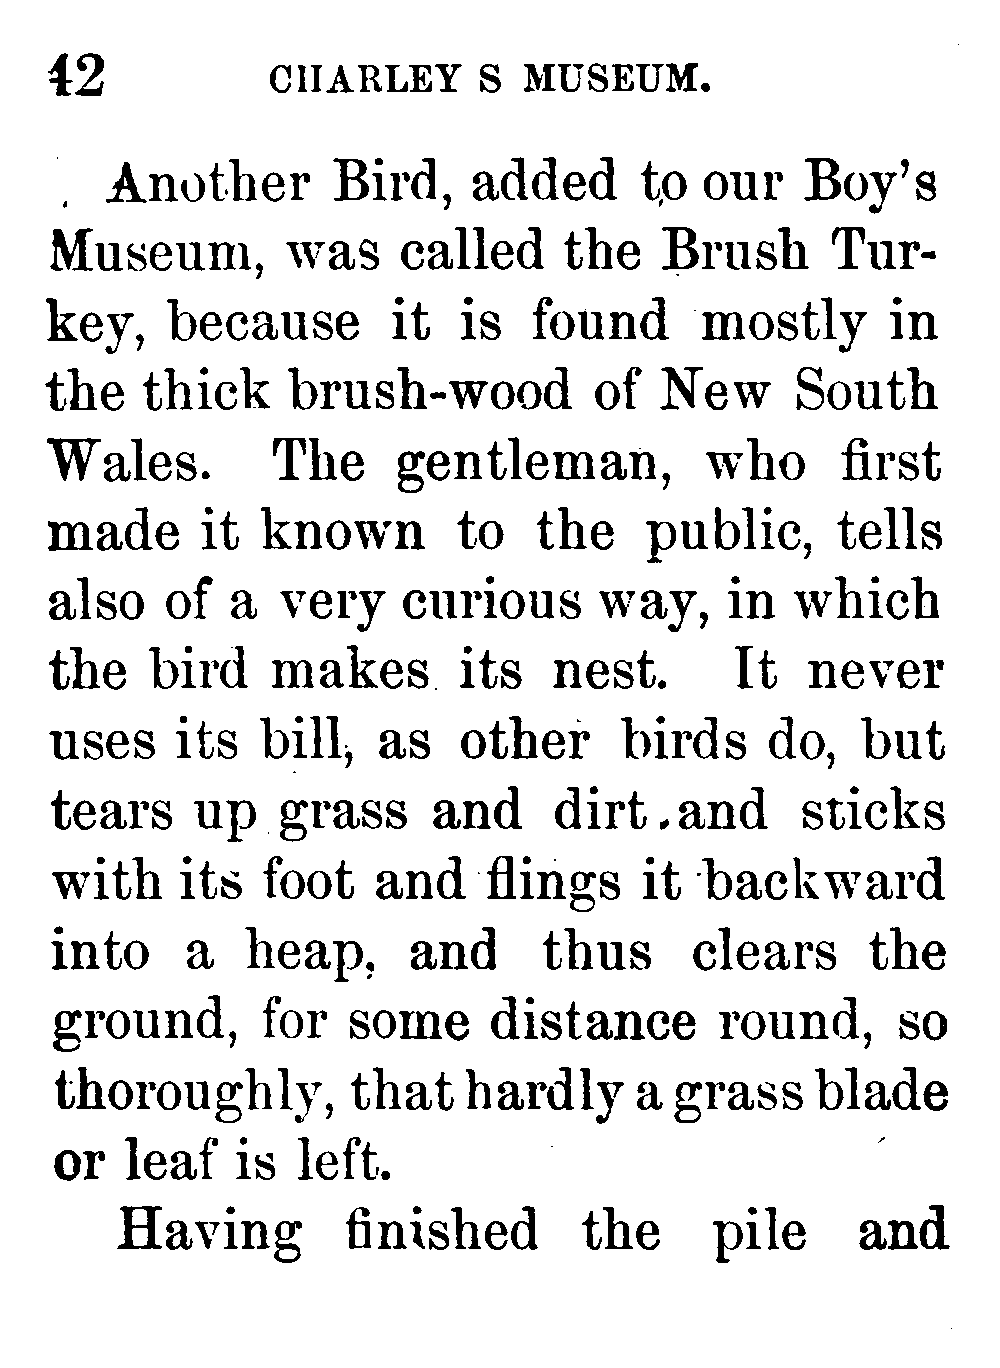 42 CHARLEY S MUSEUM.
Another Bird, added to our Boy's
Museum, was called the Brush Tur-
key, because it is found mostly in
the thick brush-wood of New South
Wales. The gentleman, who first
made it known to the public, tells
also of a very curious way, in which
the bird makes its nest. It never
uses its bill, as other birds do, but
tears up grass and dirt and sticks
with its foot and flings it backward
into a heap, and thus clears the
ground, for some distance round, so
thoroughly, that hardly a grass blade
or leaf is left.
Having finished the pile and